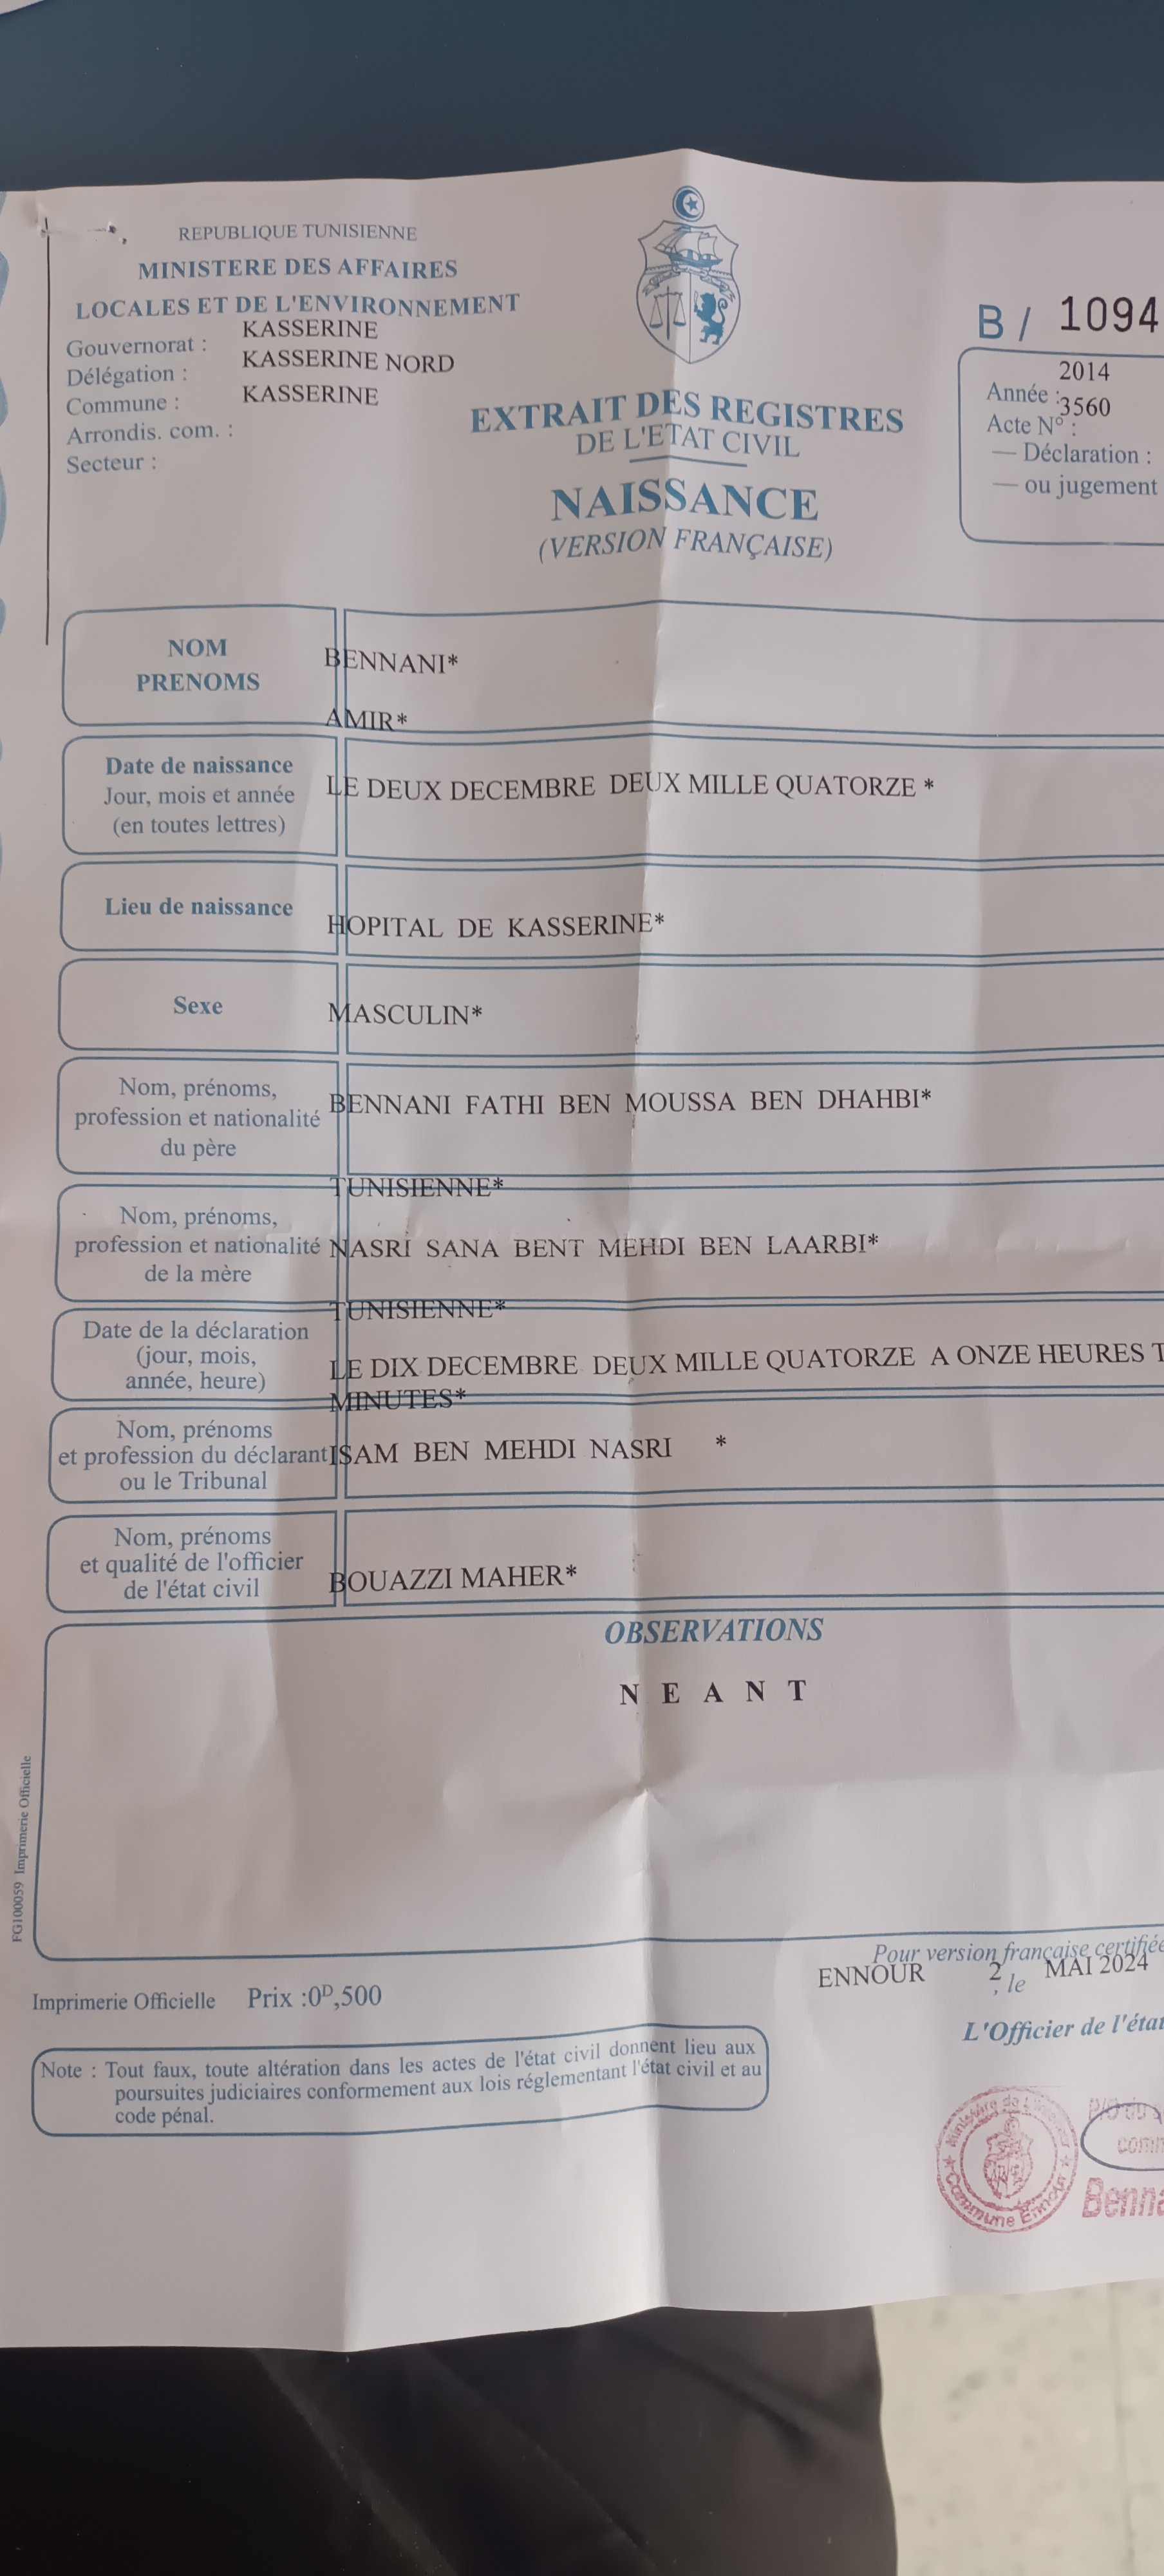 REPUBLIQUE TUNISIENNE
MINISTERE DES AFFAIRES
LOCALES ET DE L'ENVIRONNEMENT
Gouvernorat : KASSERINE
Délégation : KASSERINE NORD
Commune : KASSERINE
Arrondis. com. :
Secteur :
B / 1094
Année : 2014
Acte N° : 3560
— Déclaration :
— ou jugement
EXTRAIT DES REGISTRES
DE L'ETAT CIVIL
NAISSANCE
(VERSION FRANÇAISE)
NOM
PRENOMS
BENNANI*
AMIR*
Date de naissance
Jour, mois et année
(en toutes lettres)
LE DEUX DECEMBRE DEUX MILLE QUATORZE *
Lieu de naissance
HOPITAL DE KASSERINE*
Sexe
MASCULIN*
Nom, prénoms,
profession et nationalité
du père
BENNANI FATHI BEN MOUSSA BEN DHAHBI*
TUNISIENNE*
Nom, prénoms,
profession et nationalité
de la mère
NASRI SANA BENT MEHDI BEN LAARBI*
TUNISIENNE*
Date de la déclaration
(jour, mois,
année, heure)
LE DIX DECEMBRE DEUX MILLE QUATORZE A ONZE HEURES T
MINUTES*
Nom, prénoms
et profession du déclarant
ou le Tribunal
ISAM BEN MEHDI NASRI *
Nom, prénoms
et qualité de l'officier
de l'état civil
BOUAZZI MAHER*
OBSERVATIONS
N E A N T
FG100059 Imprimerie Officielle
Pour version française certifiée
ENNOUR 2 , le MAI 2024
Imprimerie Officielle Prix :0ᴰ,500
L'Officier de l'état
Note : Tout faux, toute altération dans les actes de l'état civil donnent lieu aux
poursuites judiciaires conformement aux lois réglementant l'état civil et au
code pénal.
Ministère de L'
Commune Ennour
P/O du
comm
Benna